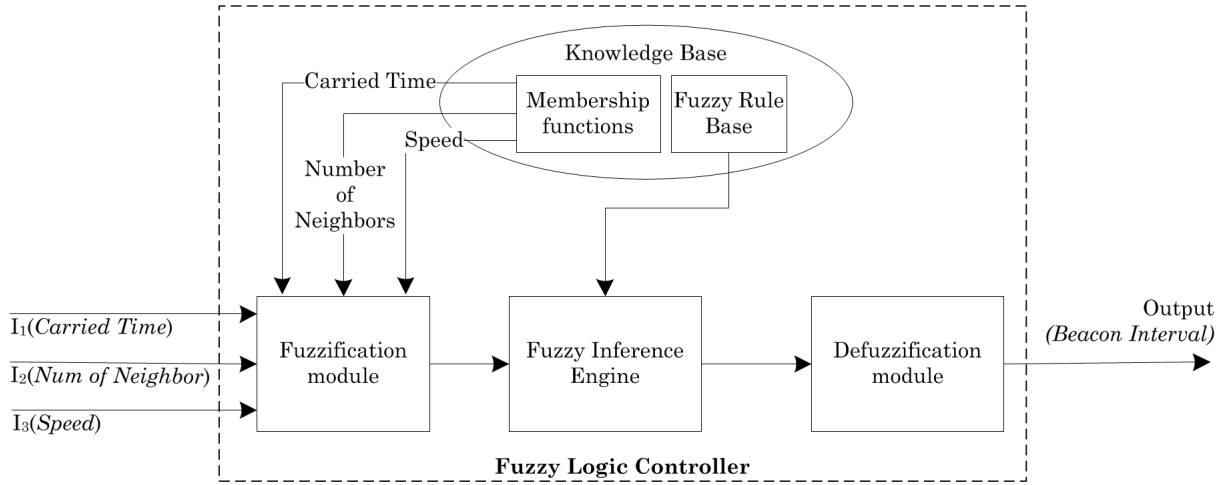 Knowledge Base
Carried Time
Membership
functions
Fuzzy Rule
Base
Speed
Number
of
Neighbors
I₁(Carried Time)
I₂(Num of Neighbor)
I₃(Speed)
Fuzzification
module
Fuzzy Inference
Engine
Defuzzification
module
Output
(Beacon Interval)
Fuzzy Logic Controller